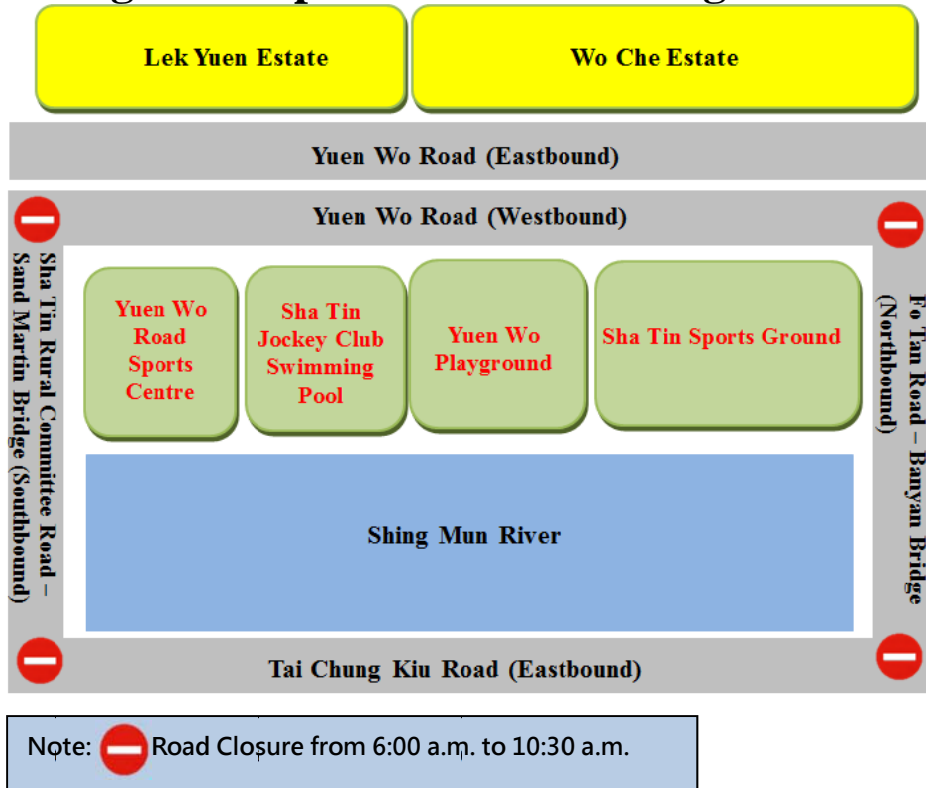 Lek Yuen Estate
Wo Che Estate
Yuen Wo Road (Eastbound)
Yuen Wo Road (Westbound)
Sha Tin Rural Committee Road –
Sand Martin Bridge (Southbound)
Yuen Wo
Road
Sports
Centre
Sha Tin
Jockey Club
Swimming
Pool
Yuen Wo
Playground
Sha Tin Sports Ground
Fo Tan Road – Banyan Bridge
(Northbound)
Shing Mun River
Tai Chung Kiu Road (Eastbound)
Note: Road Closure from 6:00 a.m. to 10:30 a.m.